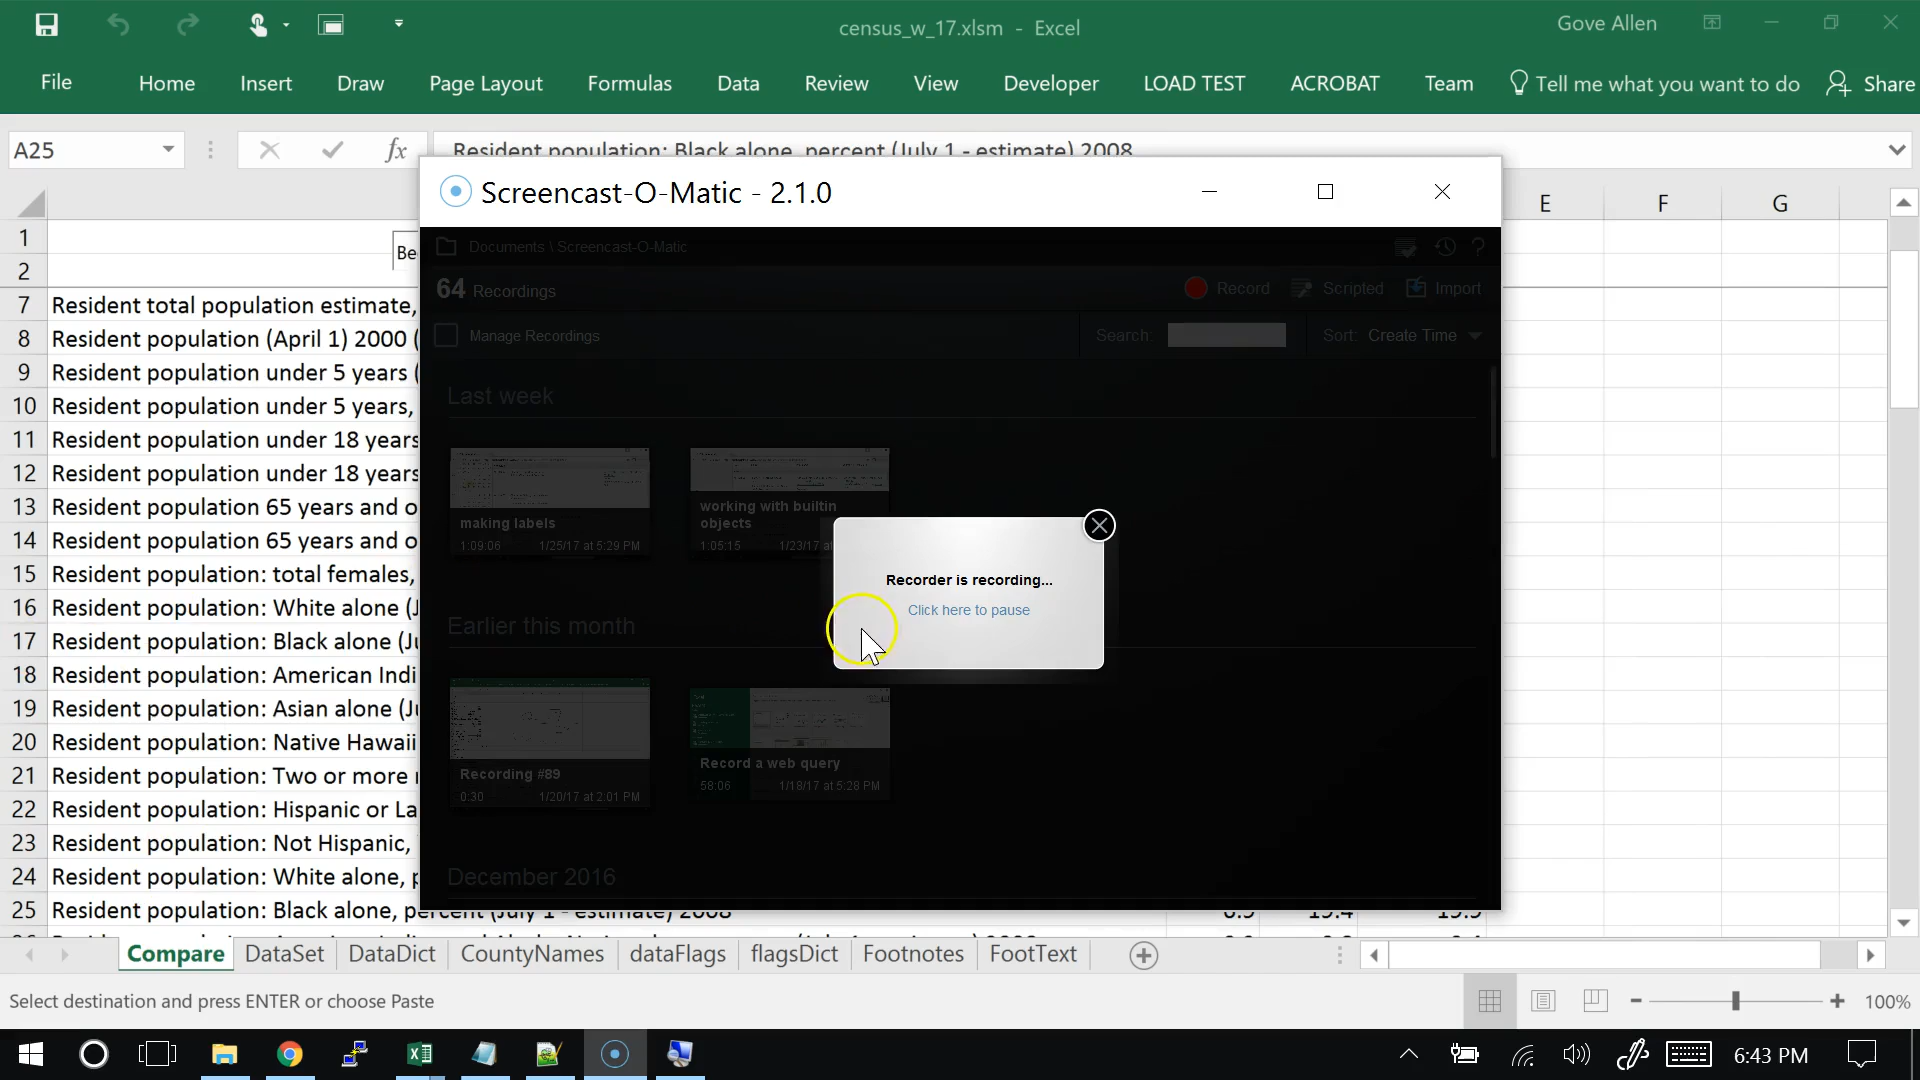 census_w_17.xlsm - Excel
Gove Allen
File Home Insert Draw Page Layout Formulas Data Review View Developer LOAD TEST ACROBAT Team Tell me what you want to do Share
A25 fx Resident population: Black alone, percent (July 1 - estimate) 2008
Screencast-O-Matic - 2.1.0
E F G
Documents \ Screencast-O-Matic
64 Recordings
Record Scripted Import
Manage Recordings
Search: Sort: Create Time
Last week
making labels
1:09:06 1/25/17 at 5:29 PM
working with builtin
objects
1:05:15 1/23/17 at
Recorder is recording...
Click here to pause
Earlier this month
Recording #89
0:30 1/20/17 at 2:01 PM
Record a web query
58:06 1/18/17 at 5:28 PM
December 2016
1
2
7 Resident total population estimate,
8 Resident population (April 1) 2000 (
9 Resident population under 5 years (
10 Resident population under 5 years,
11 Resident population under 18 years
12 Resident population under 18 years
13 Resident population 65 years and o
14 Resident population 65 years and o
15 Resident population: total females,
16 Resident population: White alone (J
17 Resident population: Black alone (Ju
18 Resident population: American Indi
19 Resident population: Asian alone (Ju
20 Resident population: Native Hawaii
21 Resident population: Two or more r
22 Resident population: Hispanic or La
23 Resident population: Not Hispanic,
24 Resident population: White alone, p
25 Resident population: Black alone, percent (July 1 - estimate) 2008
Compare DataSet DataDict CountyNames dataFlags flagsDict Footnotes FootText
Select destination and press ENTER or choose Paste
100%
6:43 PM